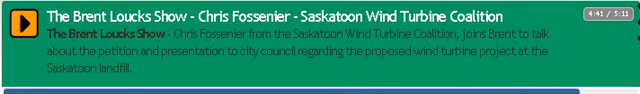 The Brent Loucks Show - Chris Fossenier - Saskatoon Wind Turbine Coalition
4:41 / 5:11
The Brent Loucks Show - Chris Fossenier from the Saskatoon Wind Turbine Coalition, joins Brent to talk
about the petition and presentation to city council regarding the proposed wind turbine project at the
Saskatoon landfill.